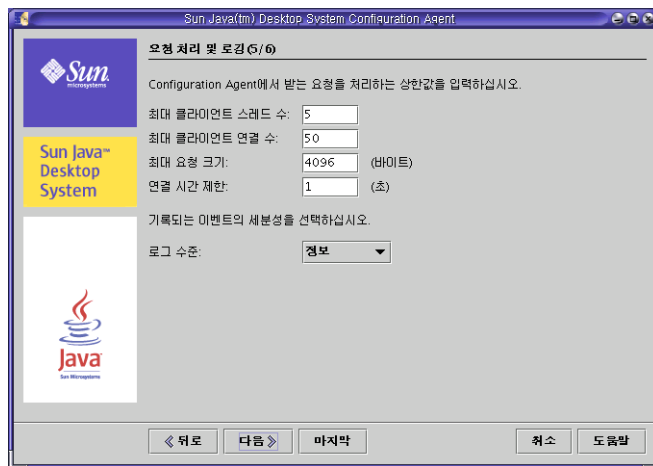 Sun Java(tm) Desktop System Configuration Agent
Sun
microsystems
Sun Java™
Desktop
System
Java
Sun Microsystems
요청 처리 및 로깅(5/6)
Configuration Agent에서 받는 요청을 처리하는 상한값을 입력하십시오.
최대 클라이언트 스레드 수: 5
최대 클라이언트 연결 수: 50
최대 요청 크기: 4096 (바이트)
연결 시간 제한: 1 (초)
기록되는 이벤트의 세분성을 선택하십시오.
로그 수준: 정보
뒤로 다음 마지막 취소 도움말